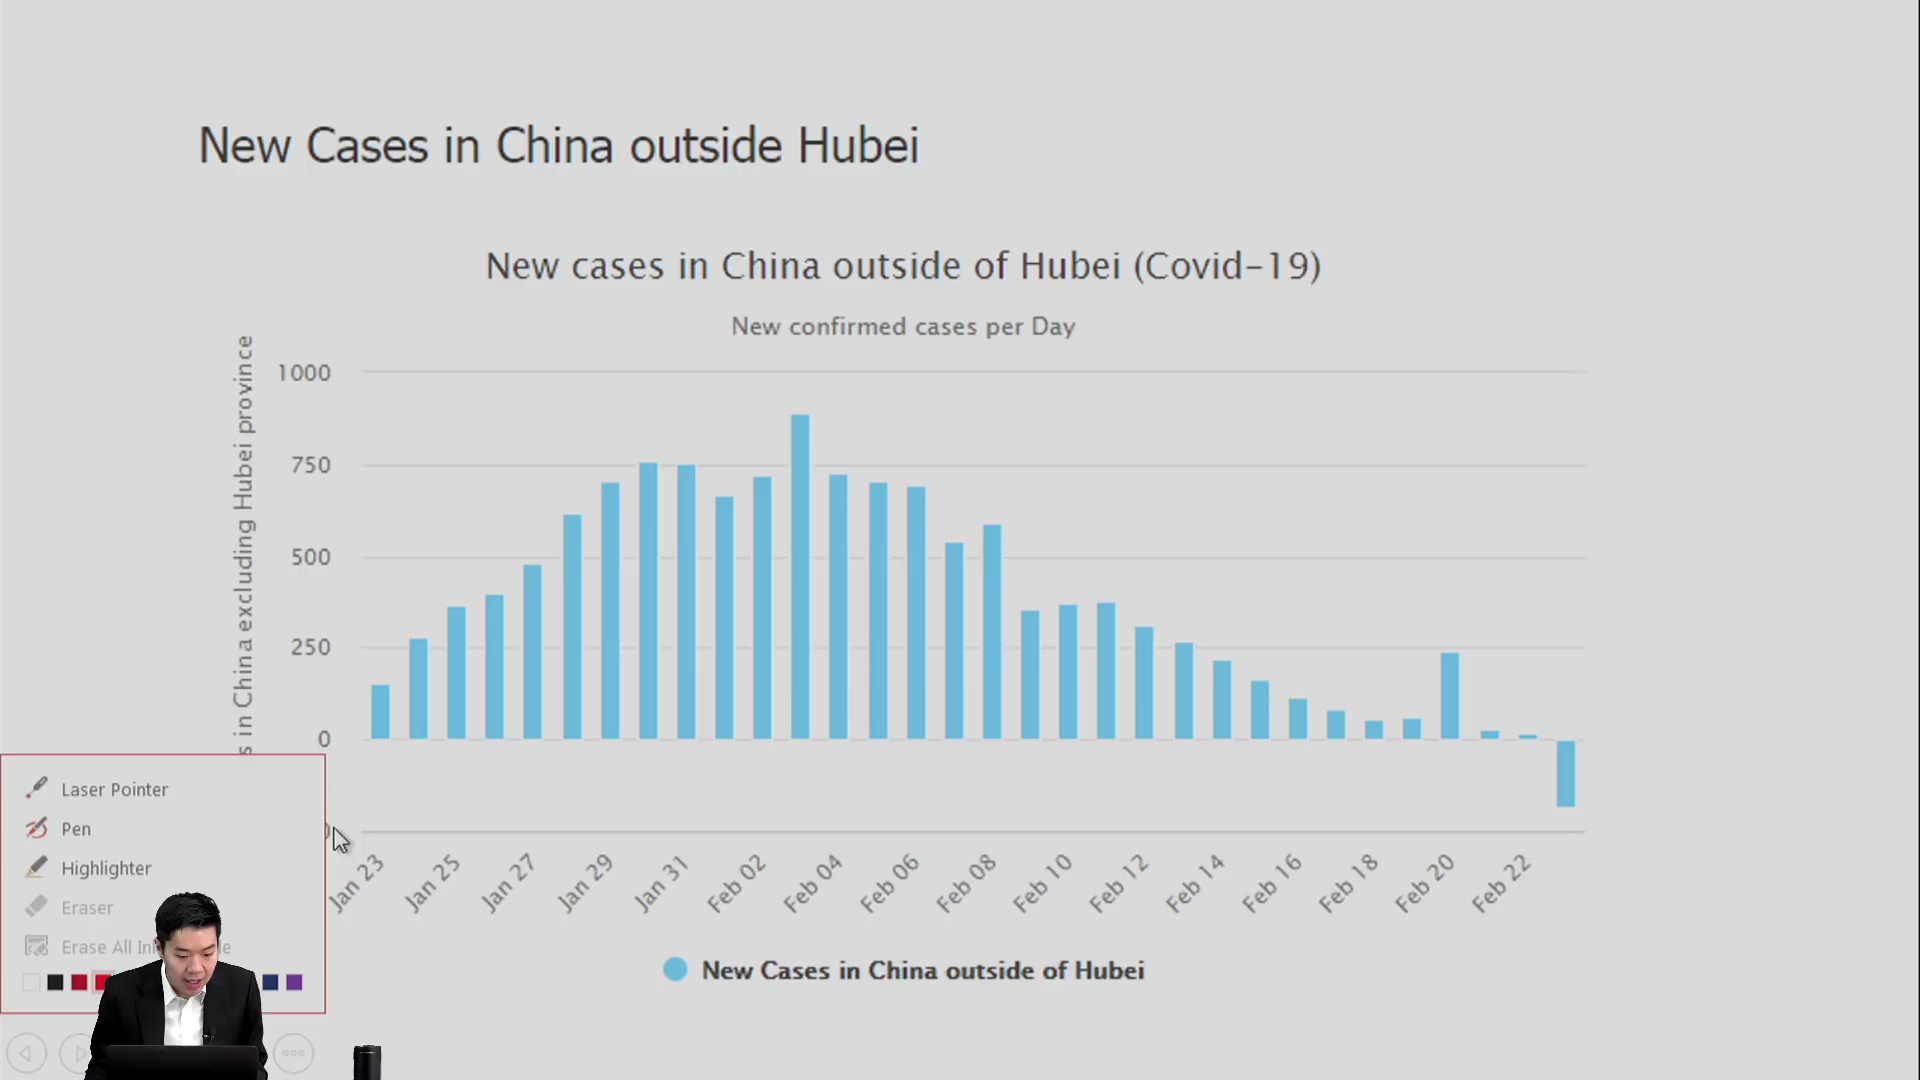 New Cases in China outside Hubei
New cases in China outside of Hubei (Covid-19)
New confirmed cases per Day
in China excluding Hubei province
1000
750
500
250
0
Laser Pointer
Pen
Highlighter
Eraser
Erase All
Jan 23
Jan 25
Jan 27
Jan 29
Jan 31
Feb 02
Feb 04
Feb 06
Feb 08
Feb 10
Feb 12
Feb 14
Feb 16
Feb 18
Feb 20
Feb 22
New Cases in China outside of Hubei